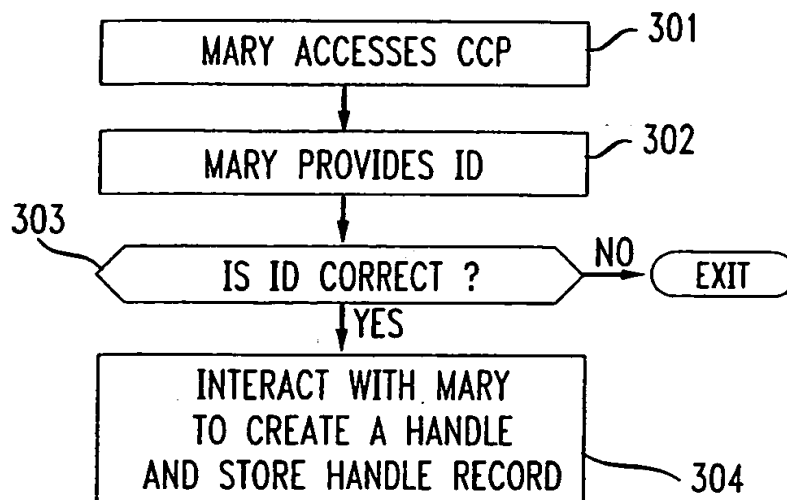 MARY ACCESSES CCP
301
MARY PROVIDES ID
302
303
IS ID CORRECT ?
NO
EXIT
YES
INTERACT WITH MARY
TO CREATE A HANDLE
AND STORE HANDLE RECORD
304